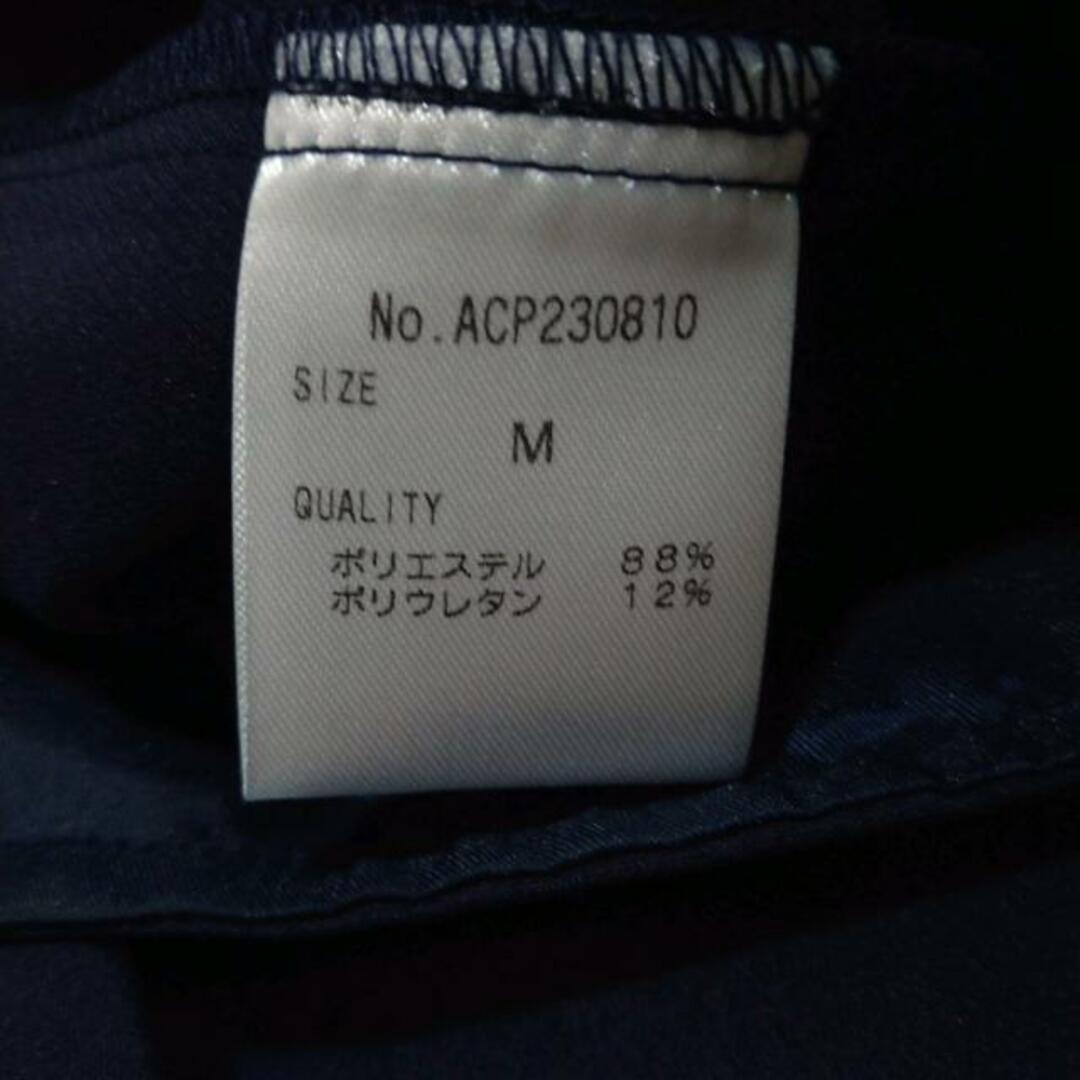 No.ACP230810
SIZE
M
QUALITY
ポリエステル 88%
ポリウレタン 12%